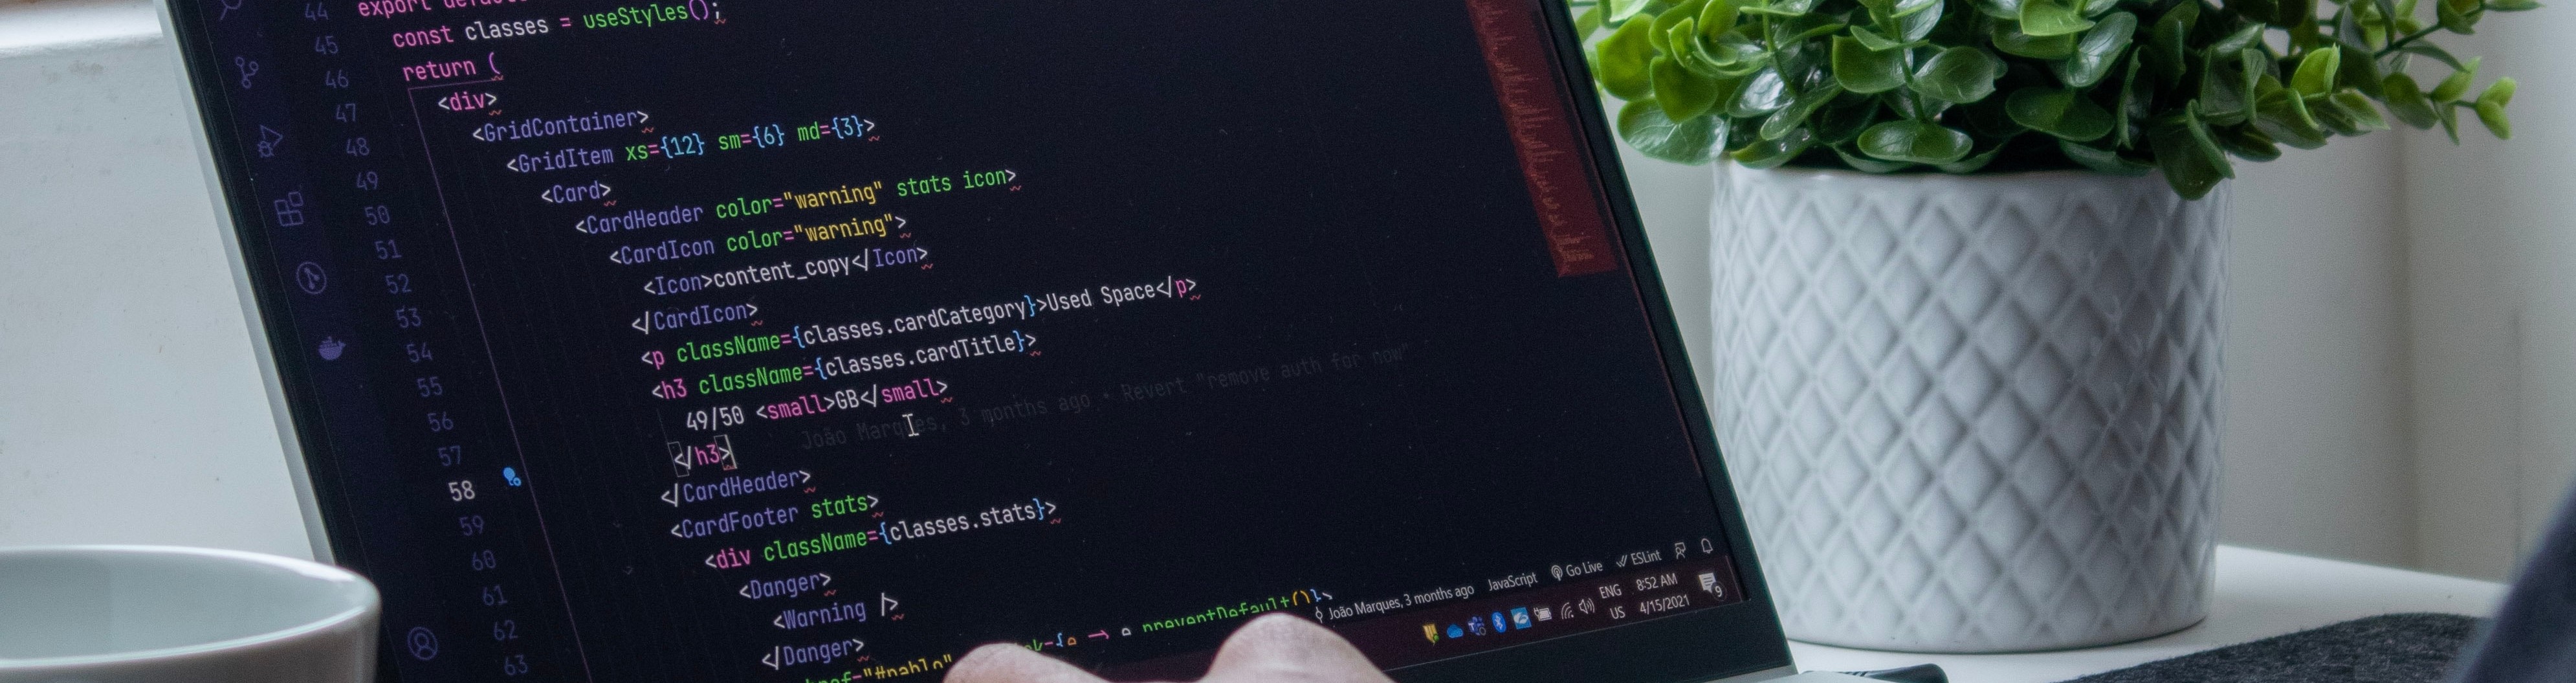 44 export default
45 const classes = useStyles();
46 return (
47 <div>
48 <GridContainer>
49 <GridItem xs={12} sm={6} md={3}>
50 <Card>
51 <CardHeader color="warning" stats icon>
52 <CardIcon color="warning">
53 <Icon>content_copy</Icon>
54 </CardIcon>
55 <p className={classes.cardCategory}>Used Space</p>
56 <h3 className={classes.cardTitle}>
57 49/50 <small>GB</small>
58 </h3> João Marques, 3 months ago • Revert "remove auth for now"
59 </CardHeader>
60 <CardFooter stats>
61 <div className={classes.stats}>
62 <Danger>
63 <Warning />
</Danger>
href="#pablo" preventDefault()}>
João Marques, 3 months ago JavaScript Go Live ESLint
ENG 8:52 AM
US 4/15/2021 9